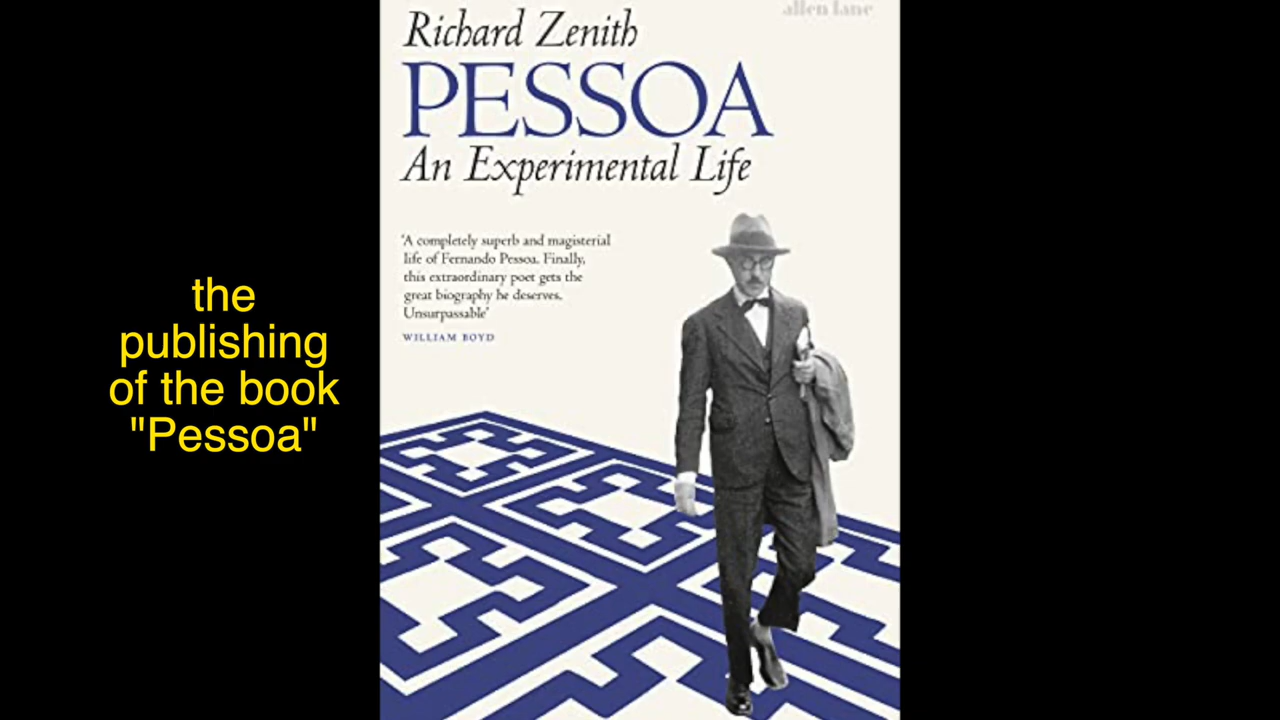 allen lane
Richard Zenith
PESSOA
An Experimental Life
'A completely superb and magisterial
life of Fernando Pessoa. Finally,
this extraordinary poet gets the
great biography he deserves.
Unsurpassable'
WILLIAM BOYD
the
publishing
of the book
"Pessoa"